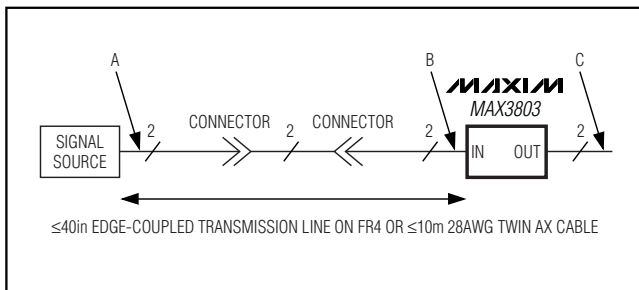 A B C
MAXIM
MAX3803
SIGNAL
SOURCE
2 CONNECTOR 2 CONNECTOR 2 IN OUT 2
≤40in EDGE-COUPLED TRANSMISSION LINE ON FR4 OR ≤10m 28AWG TWIN AX CABLE